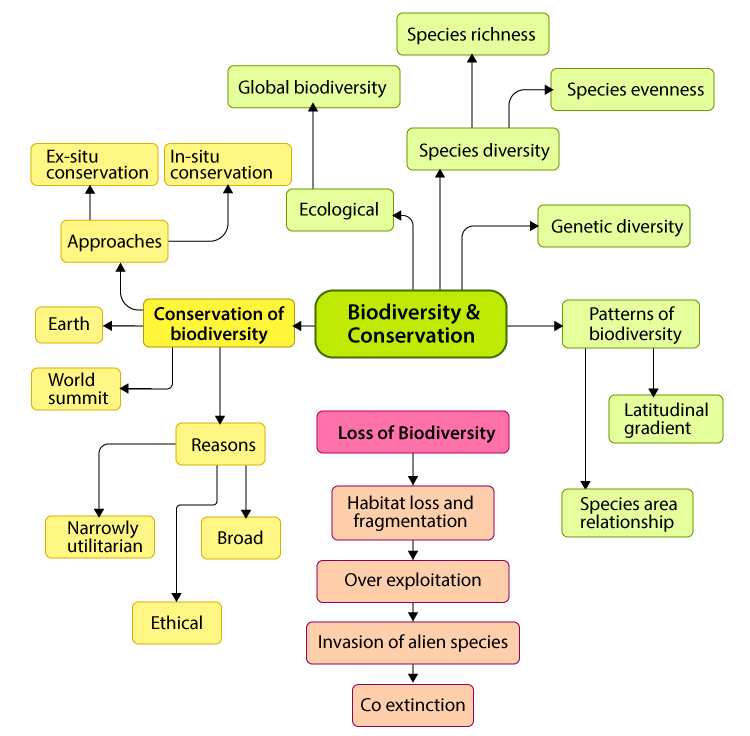 Species richness
Global biodiversity
Species evenness
Species diversity
Ex-situ
conservation
In-situ
conservation
Ecological
Genetic diversity
Approaches
Biodiversity &
Conservation
Conservation of
biodiversity
Earth
Patterns of
biodiversity
World
summit
Latitudinal
gradient
Loss of Biodiversity
Reasons
Habitat loss and
fragmentation
Species area
relationship
Narrowly
utilitarian
Broad
Over exploitation
Ethical
Invasion of alien species
Co extinction